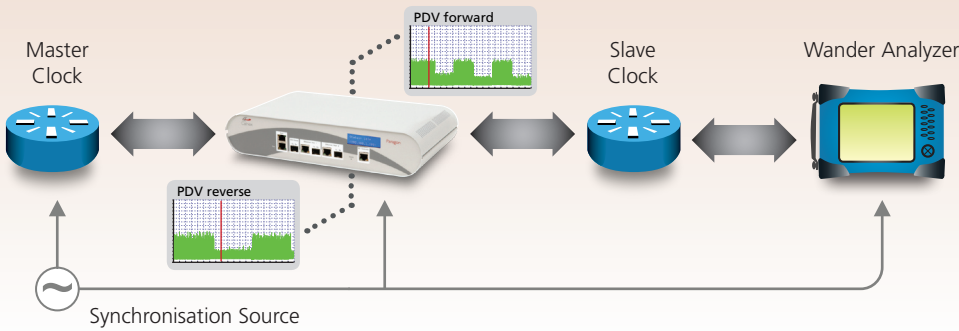 PDV forward
Master
Clock
Slave
Clock
Wander Analyzer
PDV reverse
Synchronisation Source